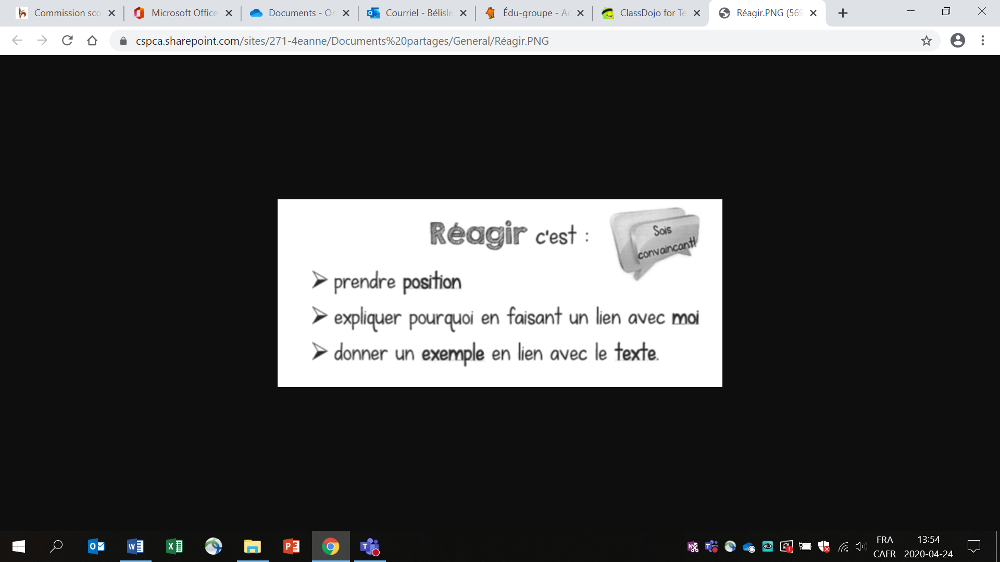 Commission sco
Microsoft Office
Documents - On
Courriel - Bélisle
Édu-groupe - Ac
ClassDojo for Te
Réagir.PNG (569
cspca.sharepoint.com/sites/271-4eanne/Documents%20partages/General/Réagir.PNG
Réagir c'est :
Sois
convaincant!
➢ prendre position
➢ expliquer pourquoi en faisant un lien avec moi
➢ donner un exemple en lien avec le texte.
FRA
CAFR
13:54
2020-04-24